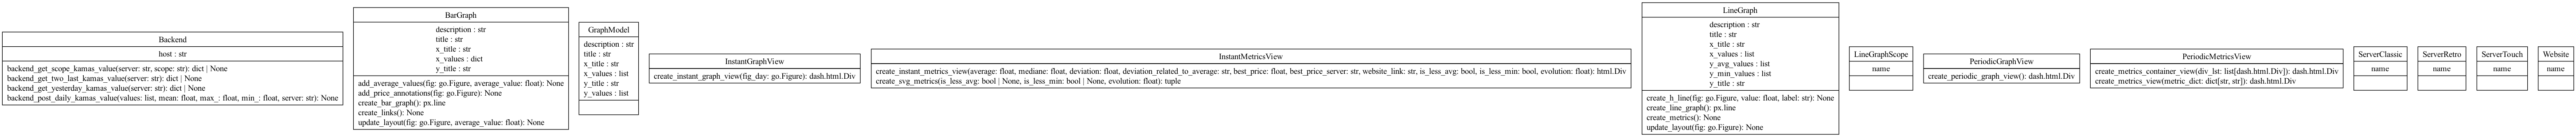 Backend
host : str
backend_get_scope_kamas_value(server: str, scope: str): dict | None
backend_get_two_last_kamas_value(server: str): dict | None
backend_get_yesterday_kamas_value(server: str): dict | None
backend_post_daily_kamas_value(values: list, mean: float, max_: float, min_: float, server: str): None
BarGraph
description : str
title : str
x_title : str
x_values : dict
y_title : str
add_average_values(fig: go.Figure, average_value: float): None
add_price_annotations(fig: go.Figure): None
create_bar_graph(): px.line
create_links(): None
update_layout(fig: go.Figure, average_value: float): None
GraphModel
description : str
title : str
x_title : str
x_values : list
y_title : str
y_values : list
InstantGraphView
create_instant_graph_view(fig_day: go.Figure): dash.html.Div
InstantMetricsView
create_instant_metrics_view(average: float, mediane: float, deviation: float, deviation_related_to_average: str, best_price: float, best_price_server: str, website_link: str, is_less_avg: bool, is_less_min: bool, evolution: float): html.Div
create_svg_metrics(is_less_avg: bool | None, is_less_min: bool | None, evolution: float): tuple
LineGraph
description : str
title : str
x_title : str
x_values : list
y_avg_values : list
y_min_values : list
y_title : str
create_h_line(fig: go.Figure, value: float, label: str): None
create_line_graph(): px.line
create_metrics(): None
update_layout(fig: go.Figure): None
LineGraphScope
name
PeriodicGraphView
create_periodic_graph_view(): dash.html.Div
PeriodicMetricsView
create_metrics_container_view(div_lst: list[dash.html.Div]): dash.html.Div
create_metrics_view(metric_dict: dict[str, str]): dash.html.Div
ServerClassic
name
ServerRetro
name
ServerTouch
name
Website
name